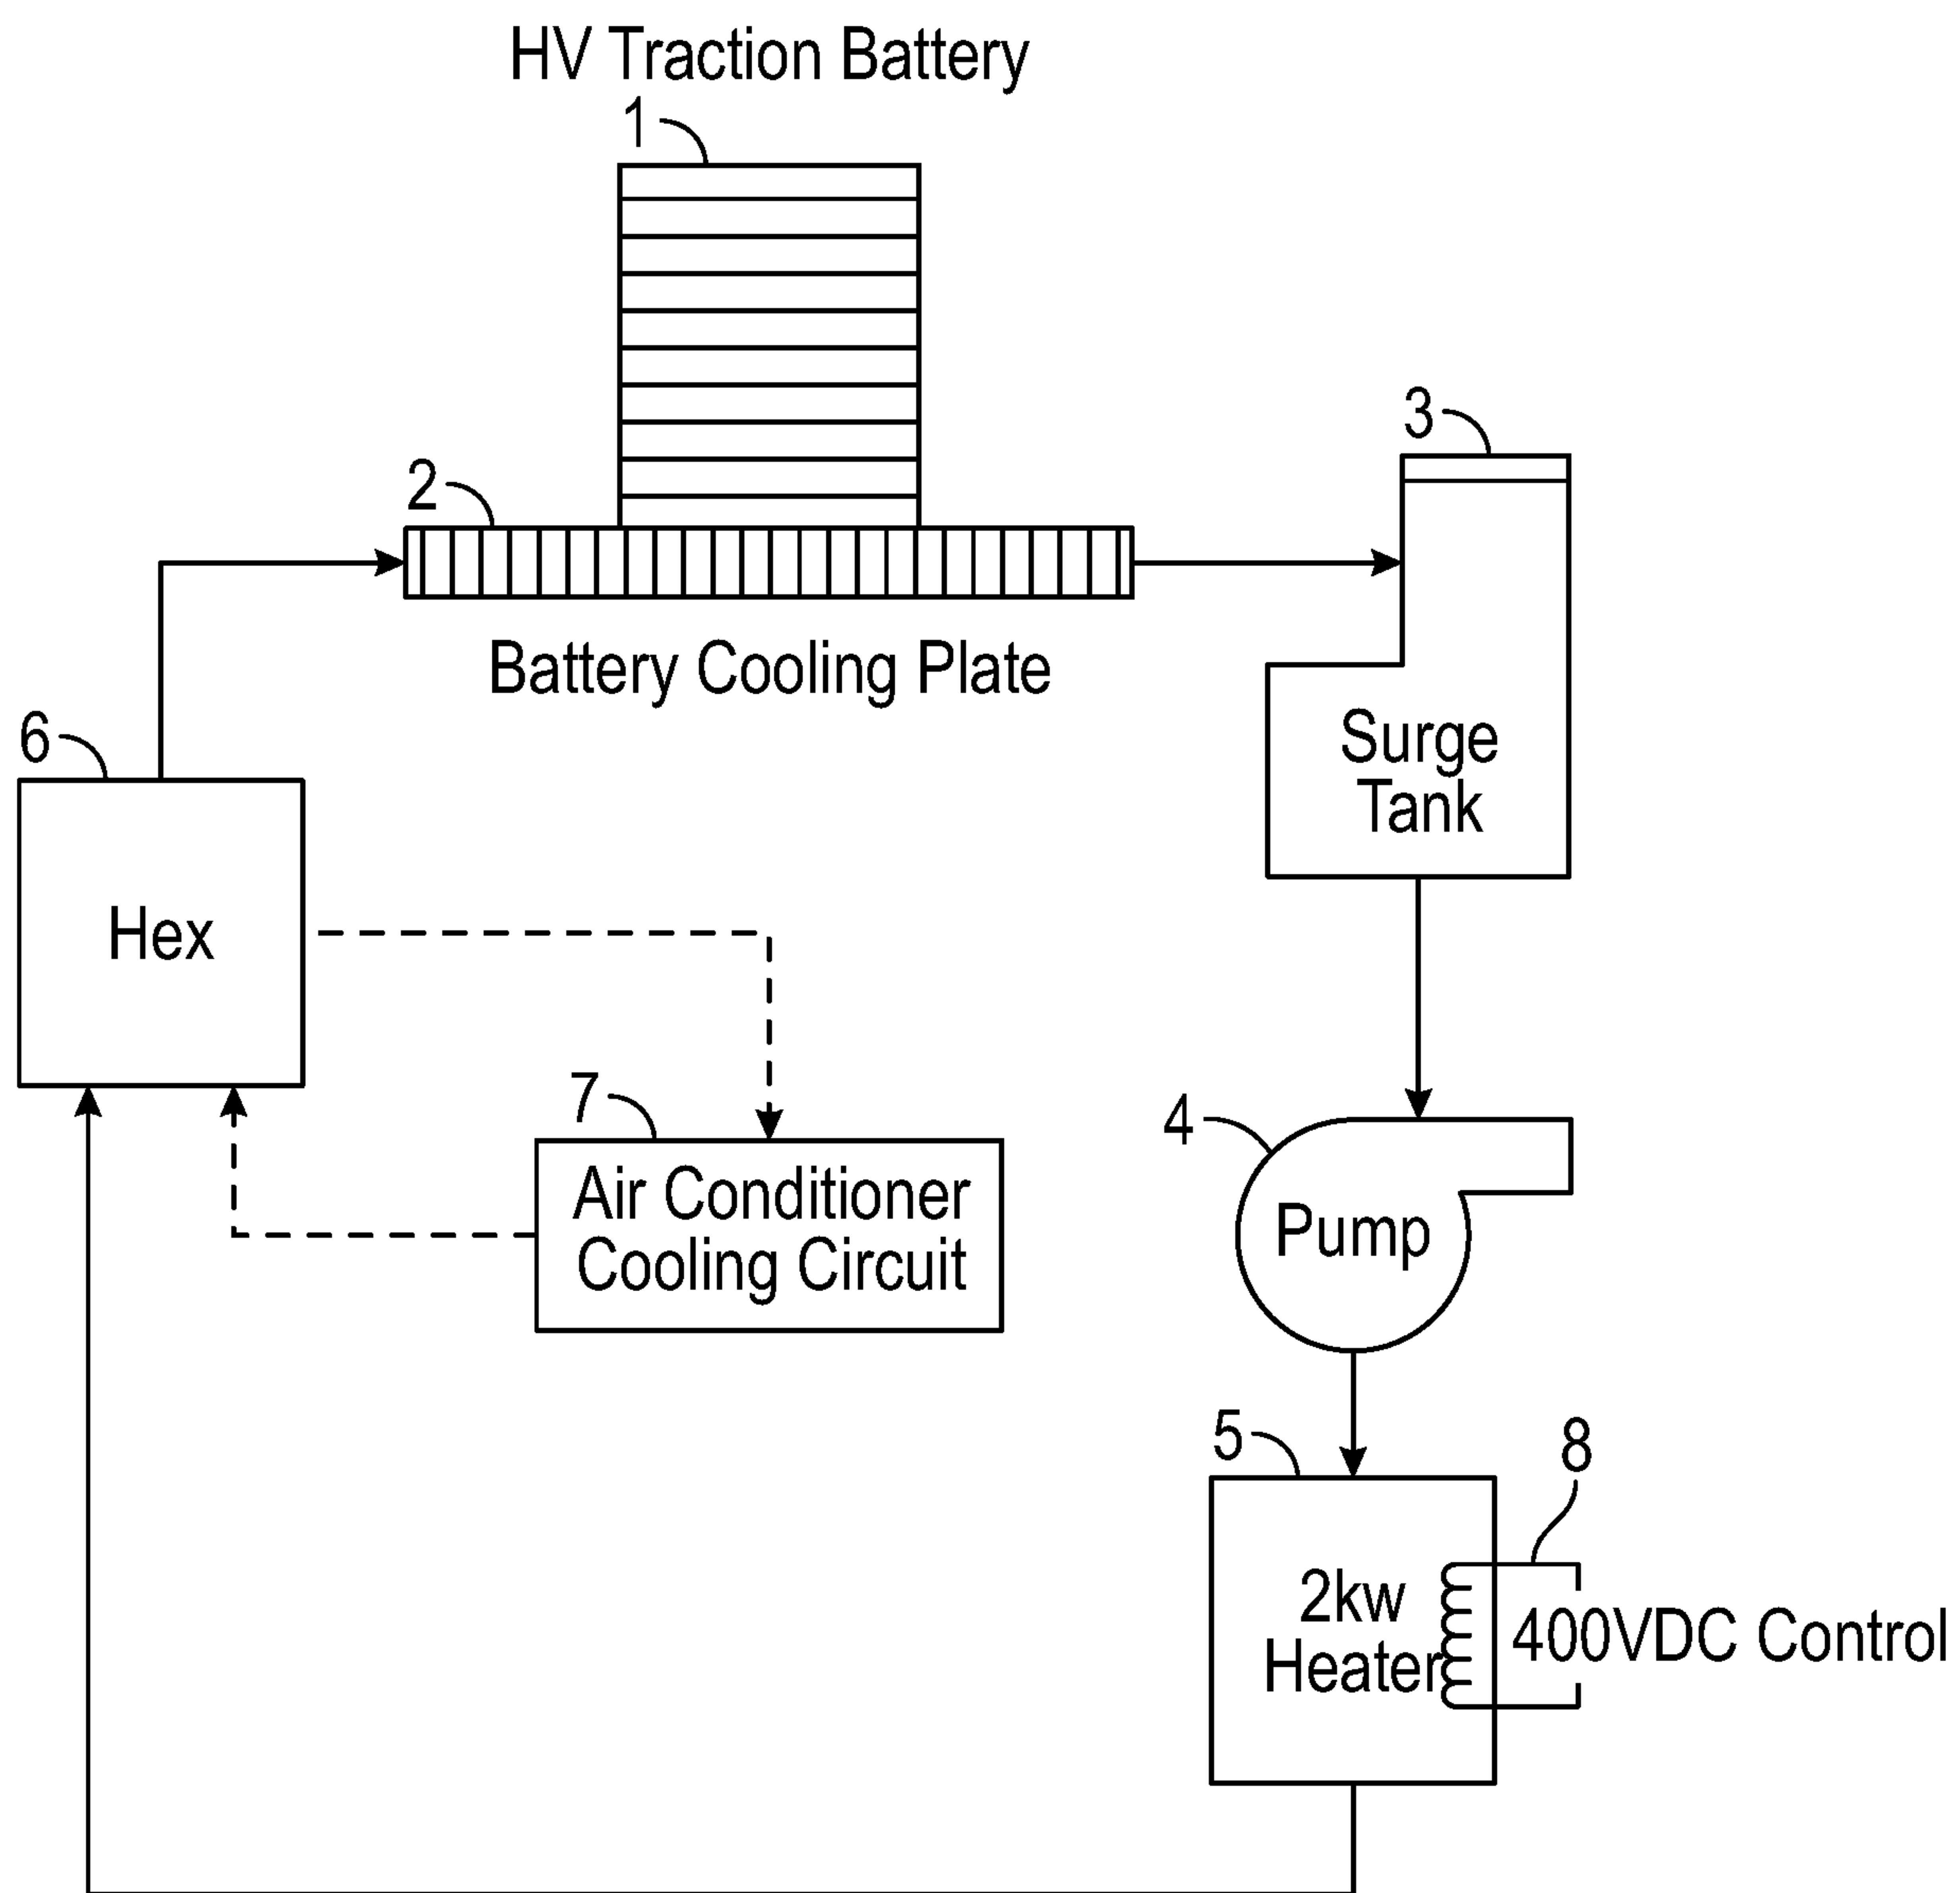 HV Traction Battery
1
3
2
Battery Cooling Plate
6
Surge
Tank
Hex
7
4
Air Conditioner
Cooling Circuit
Pump
5
8
2kw
Heater
400VDC Control